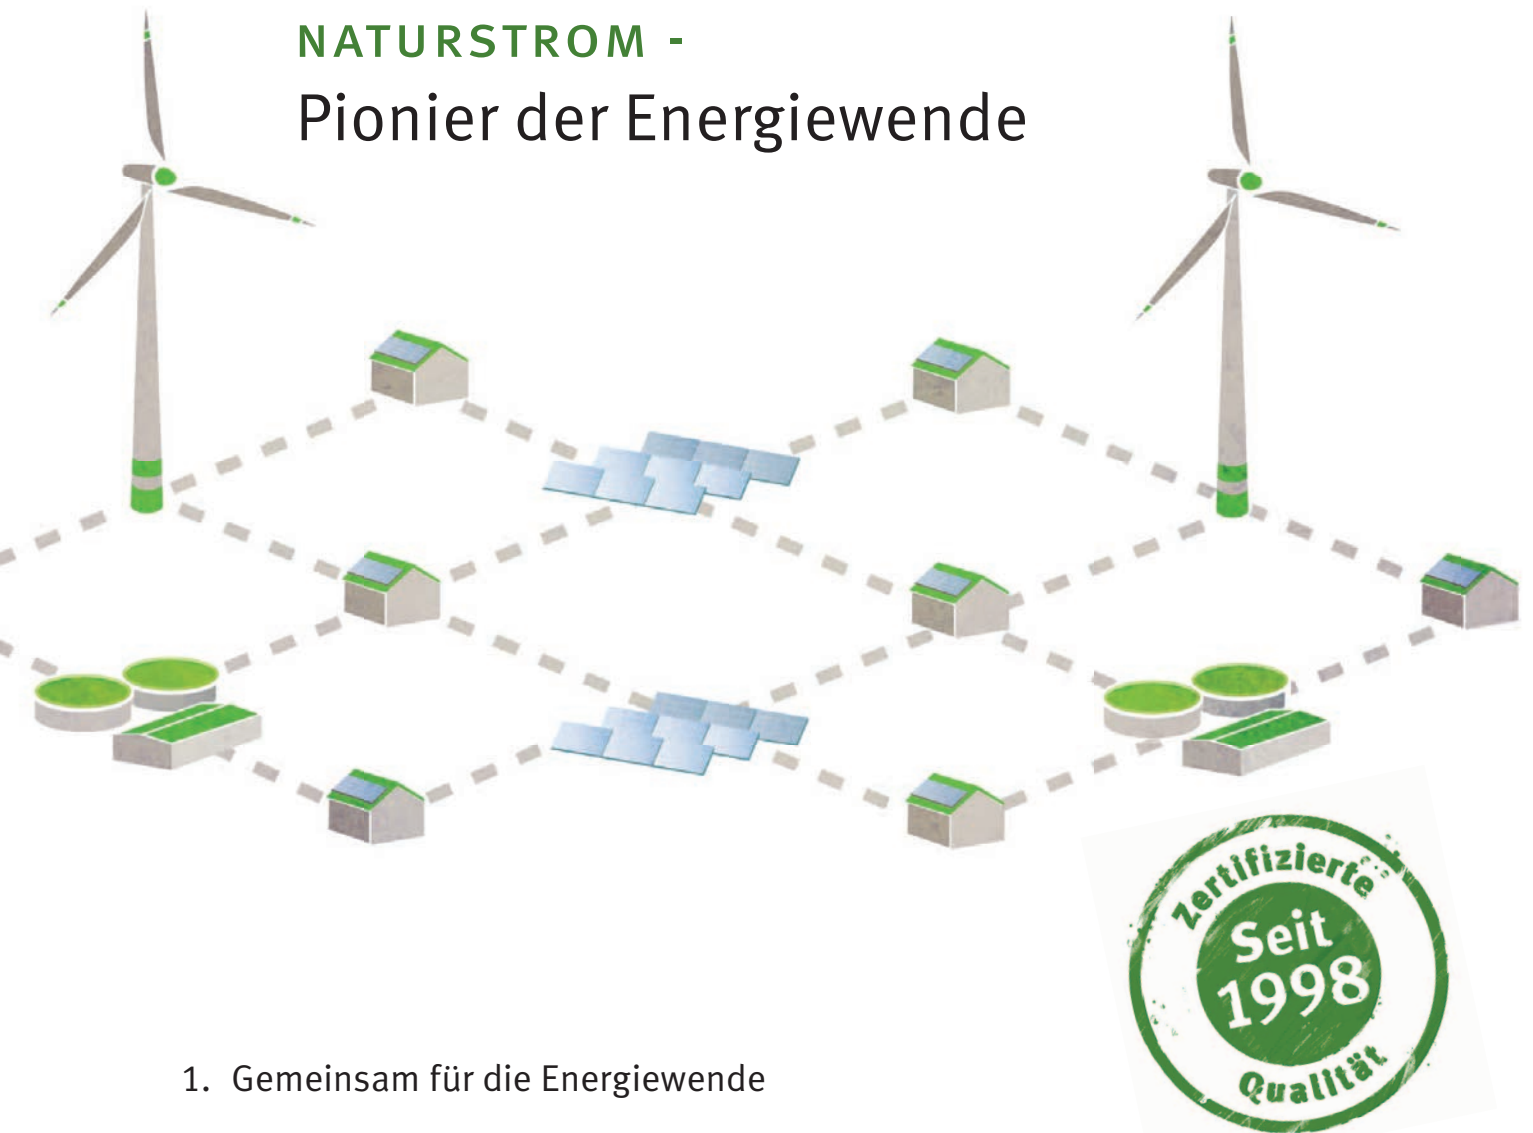 NATURSTROM -
Pionier der Energiewende
Zertifizierte
Seit
1998
Qualität
1. Gemeinsam für die Energiewende